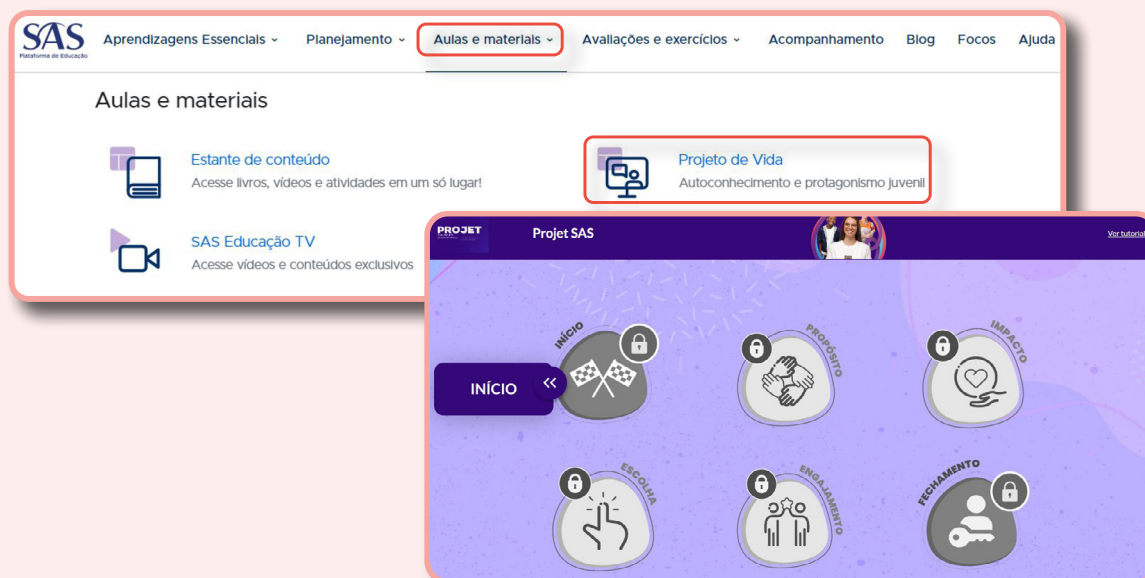 SAS
Plataforma de Educação
Aprendizagens Essenciais Planejamento Aulas e materiais Avaliações e exercícios Acompanhamento Blog Focos Ajuda
Aulas e materiais
Estante de conteúdo
Acesse livros, vídeos e atividades em um só lugar!
Projeto de Vida
Autoconhecimento e protagonismo juvenil
SAS Educação TV
Acesse vídeos e conteúdos exclusivos
PROJET
Projet SAS
Ver tutorial
INÍCIO
INÍCIO
PROPÓSITO
IMPACTO
ESCOLHA
ENGAJAMENTO
FECHAMENTO